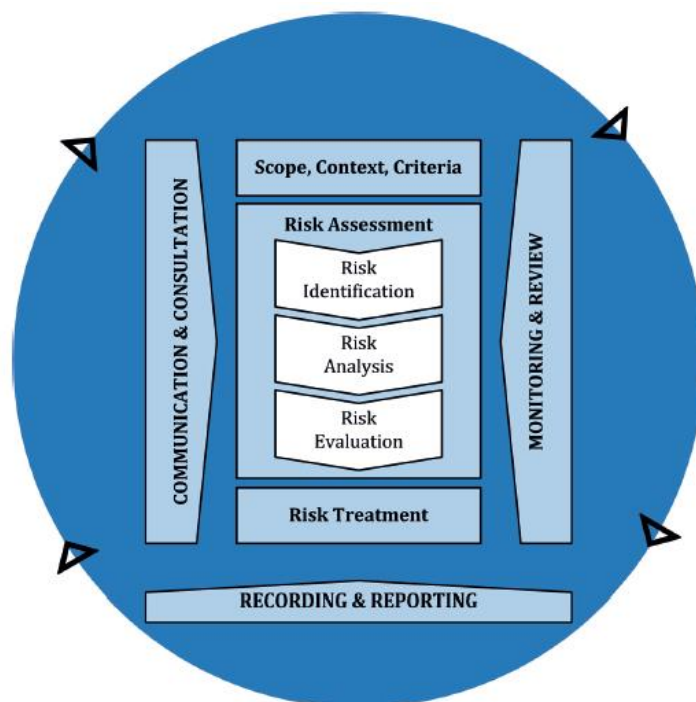 Scope, Context, Criteria
Risk Assessment
Risk
Identification
Risk
Analysis
Risk
Evaluation
Risk Treatment
COMMUNICATION & CONSULTATION
MONITORING & REVIEW
RECORDING & REPORTING